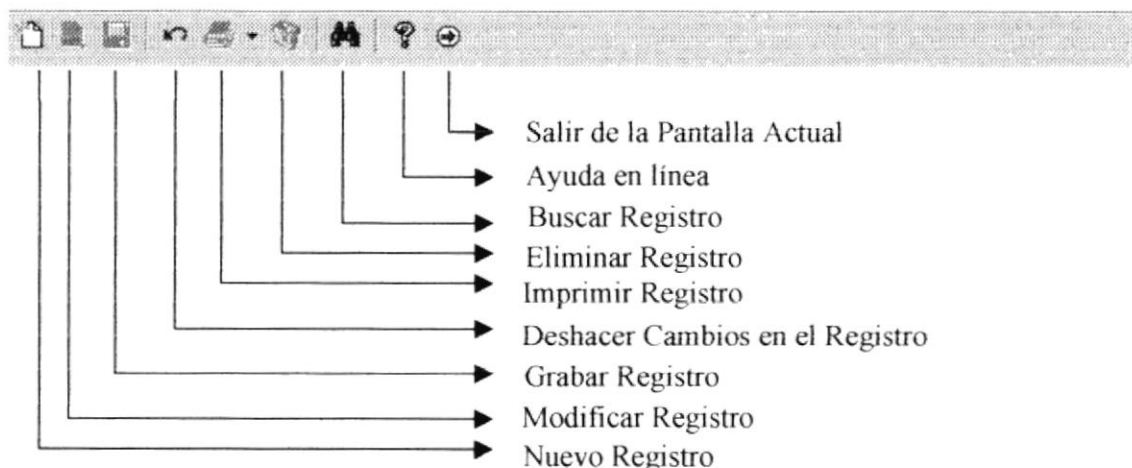 Salir de la Pantalla Actual
Ayuda en línea
Buscar Registro
Eliminar Registro
Imprimir Registro
Deshacer Cambios en el Registro
Grabar Registro
Modificar Registro
Nuevo Registro